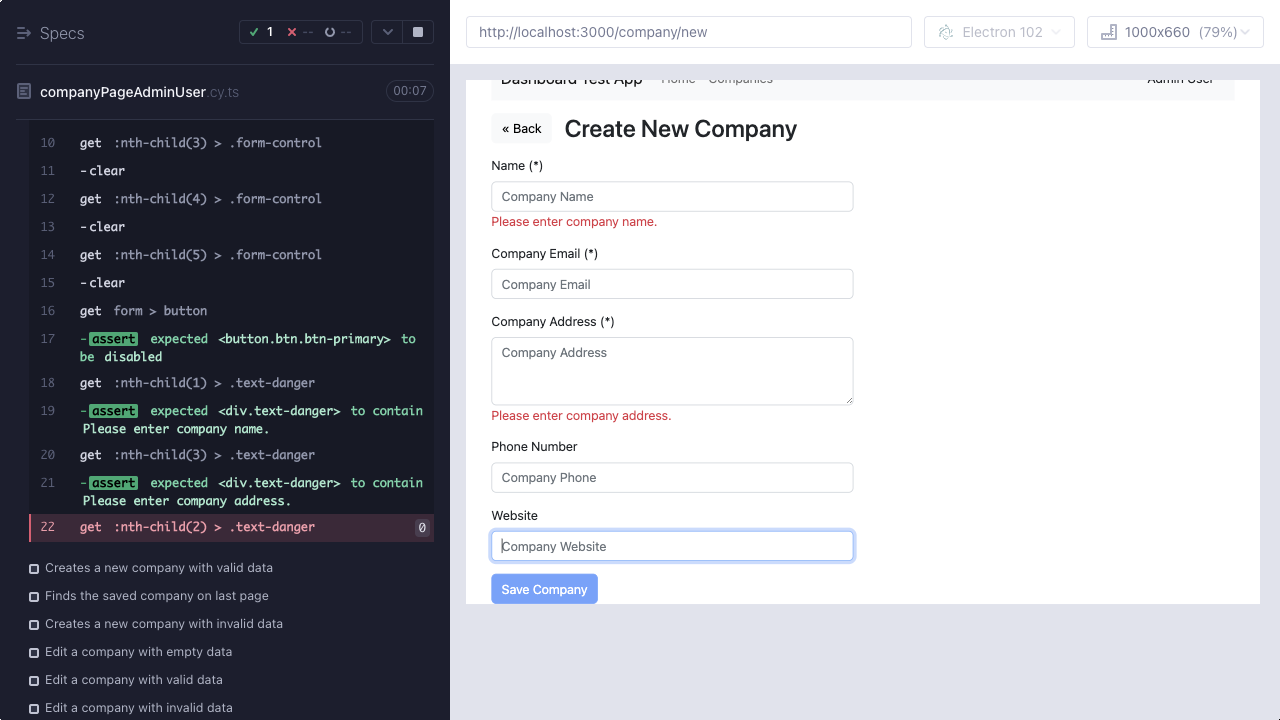 Specs
1
--
--
http://localhost:3000/company/new
Electron 102
1000x660 (79%)
companyPageAdminUser.cy.ts
00:07
10 get :nth-child(3) > .form-control
11 -clear
12 get :nth-child(4) > .form-control
13 -clear
14 get :nth-child(5) > .form-control
15 -clear
16 get form > button
17 -assert expected <button.btn.btn-primary> to
be disabled
18 get :nth-child(1) > .text-danger
19 -assert expected <div.text-danger> to contain
Please enter company name.
20 get :nth-child(3) > .text-danger
21 -assert expected <div.text-danger> to contain
Please enter company address.
22 get :nth-child(2) > .text-danger 0
Creates a new company with valid data
Finds the saved company on last page
Creates a new company with invalid data
Edit a company with empty data
Edit a company with valid data
Edit a company with invalid data
Dashboard Test App Home Companies Admin User
« Back
Create New Company
Name (*)
Company Name
Please enter company name.
Company Email (*)
Company Email
Company Address (*)
Company Address
Please enter company address.
Phone Number
Company Phone
Website
Company Website
Save Company